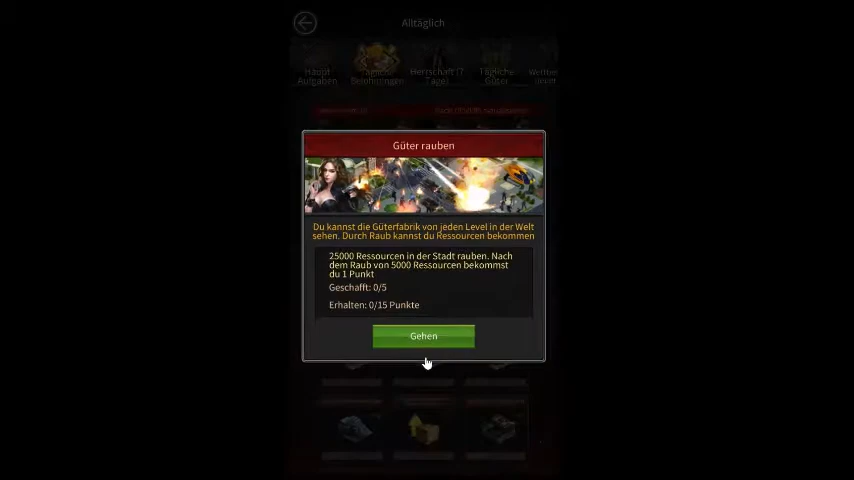 Alltäglich
Haupt
Aufgaben
Tägliche
Belohnungen
Herrschaft (7
Tage)
Tägliche
Güter
Güter rauben
Du kannst die Güterfabrik von jeden Level in der Welt
sehen. Durch Raub kannst du Ressourcen bekommen
25000 Ressourcen in der Stadt rauben. Nach
dem Raub von 5000 Ressourcen bekommst
du 1 Punkt
Geschafft: 0/5
Erhalten: 0/15 Punkte
Gehen